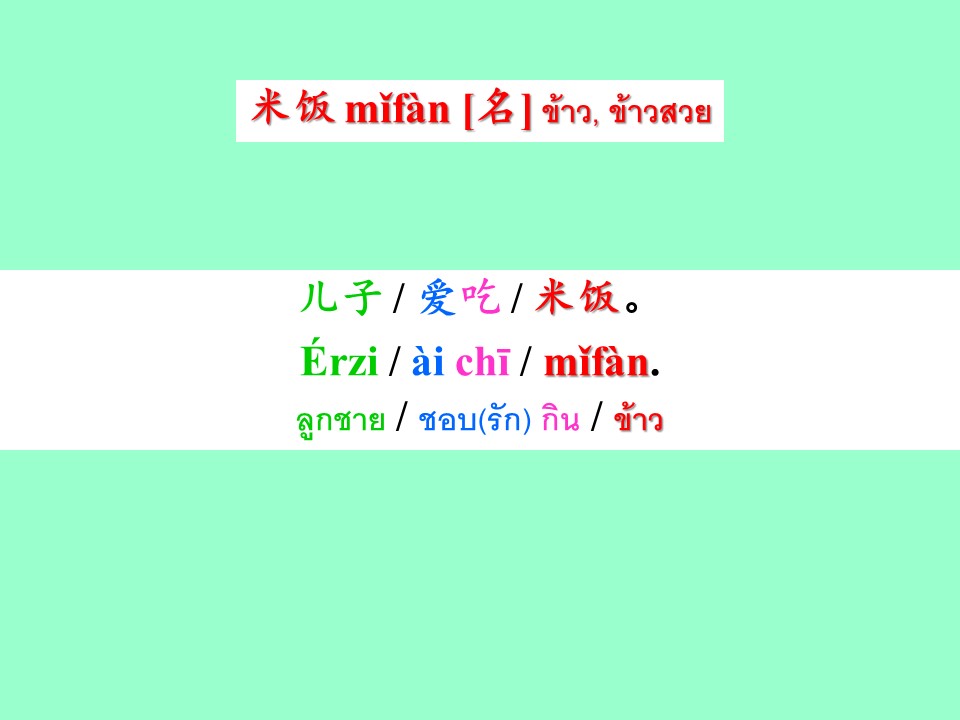 米饭 mǐfàn [名] ข้าว, ข้าวสวย
儿子 / 爱吃 / 米饭。
Érzi / ài chī / mǐfàn.
ลูกชาย / ชอบ(รัก) กิน / ข้าว